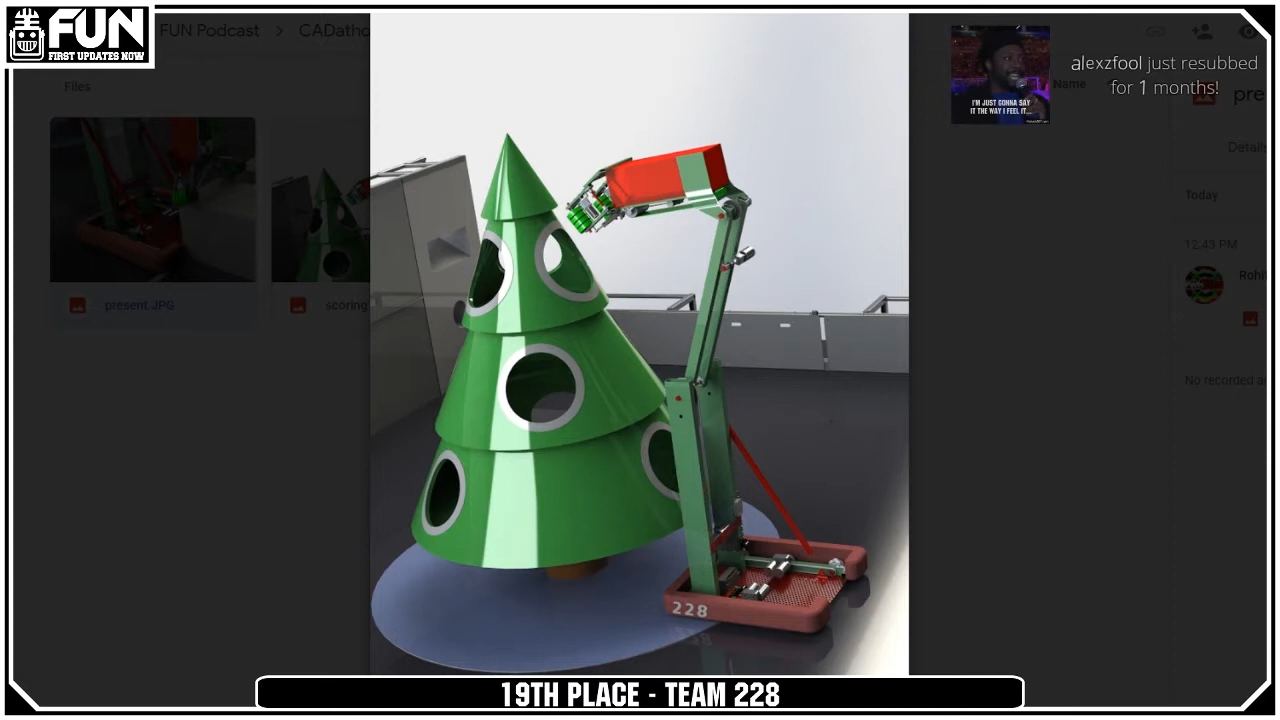 FUN
FIRST UPDATES NOW
FUN Podcast > CADatho
Files
present.JPG
scoring
I'M JUST GONNA SAY
IT THE WAY I FEEL IT...
alexzfool just resubbed
for 1 months!
Name
pre
Details
Today
12:43 PM
Rohi
No recorded a
228
19TH PLACE - TEAM 228